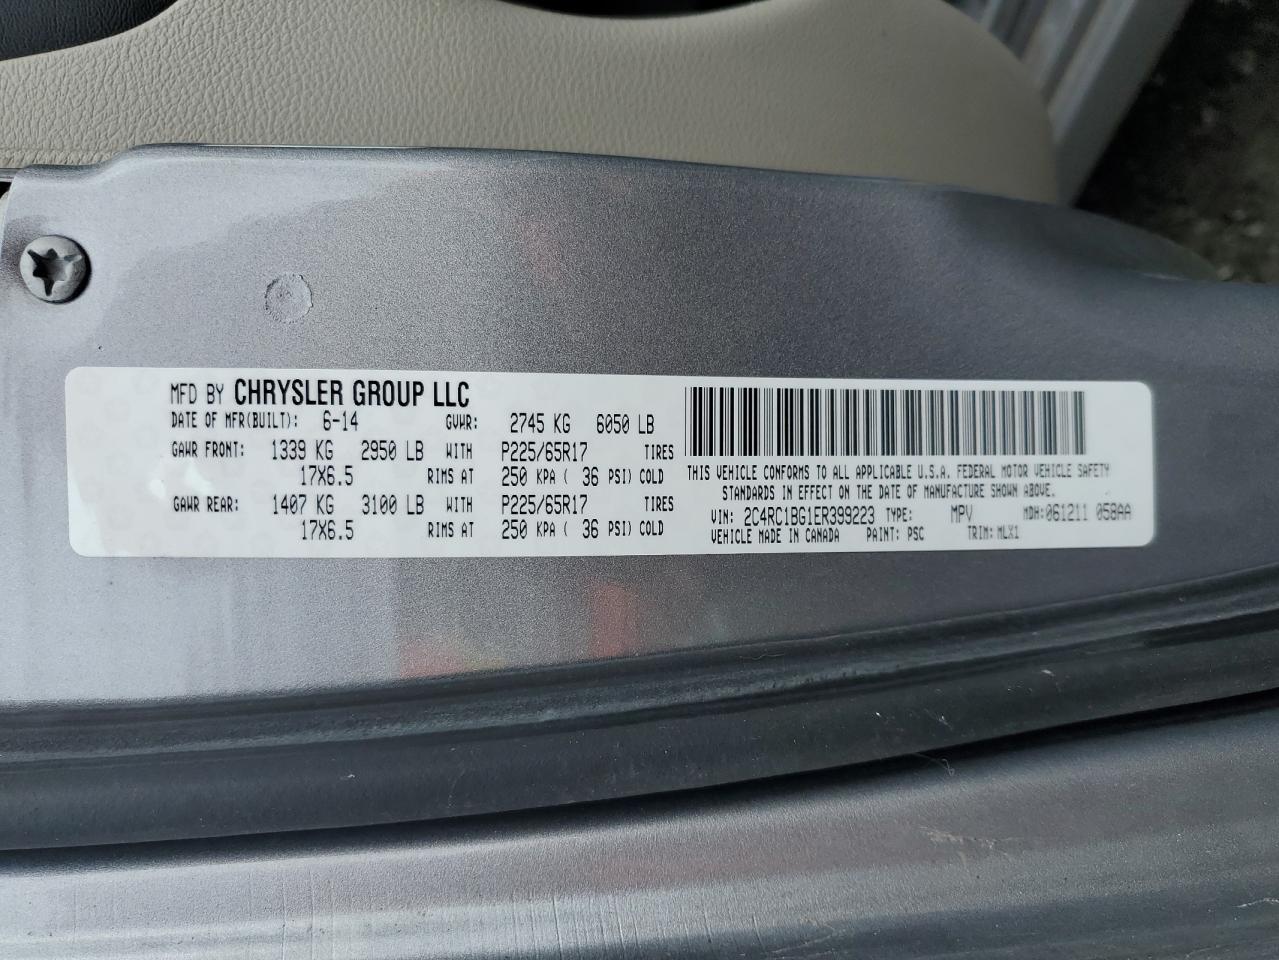 MFD BY CHRYSLER GROUP LLC
DATE OF MFR(BUILT): 6-14 GVWR: 2745 KG 6050 LB
GAWR FRONT: 1339 KG 2950 LB WITH P225/65R17 TIRES
17X6.5 RIMS AT 250 KPA ( 36 PSI) COLD
GAWR REAR: 1407 KG 3100 LB WITH P225/65R17 TIRES
17X6.5 RIMS AT 250 KPA ( 36 PSI) COLD
THIS VEHICLE CONFORMS TO ALL APPLICABLE U.S.A. FEDERAL MOTOR VEHICLE SAFETY
STANDARDS IN EFFECT ON THE DATE OF MANUFACTURE SHOWN ABOVE.
VIN: 2C4RC1BG1ER399223 TYPE: MPV MDH: 061211 058AA
VEHICLE MADE IN CANADA PAINT: PSC TRIM: MLX1